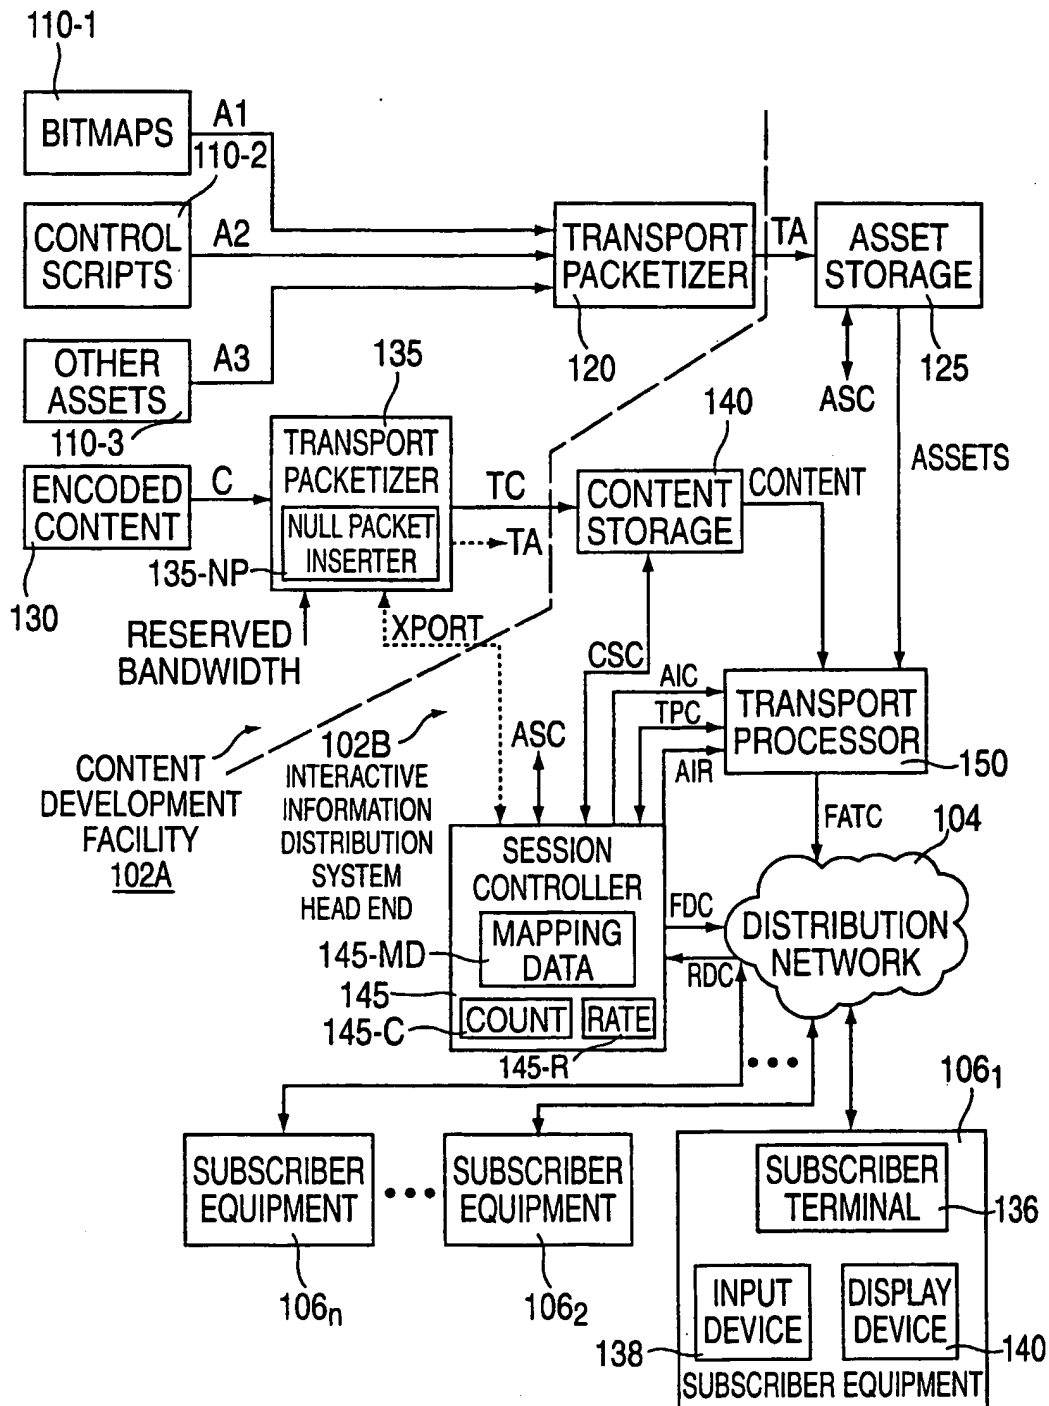 110-1
BITMAPS
A1
110-2
CONTROL
SCRIPTS
A2
TRANSPORT
PACKETIZER
TA
ASSET
STORAGE
120
125
ASC
OTHER
ASSETS
A3
110-3
135
TRANSPORT
PACKETIZER
NULL PACKET
INSERTER
135-NP
ENCODED
CONTENT
C
130
TC
TA
140
CONTENT
STORAGE
CONTENT
ASSETS
RESERVED
BANDWIDTH
XPORT
CSC
AIC
TPC
AIR
TRANSPORT
PROCESSOR
150
CONTENT
DEVELOPMENT
FACILITY
102A
102B
INTERACTIVE
INFORMATION
DISTRIBUTION
SYSTEM
HEAD END
ASC
FATC
104
SESSION
CONTROLLER
MAPPING
DATA
145-MD
145
145-C
COUNT
RATE
145-R
FDC
RDC
DISTRIBUTION
NETWORK
SUBSCRIBER
EQUIPMENT
106n
SUBSCRIBER
EQUIPMENT
1062
1061
SUBSCRIBER
TERMINAL
136
INPUT
DEVICE
138
DISPLAY
DEVICE
140
SUBSCRIBER EQUIPMENT